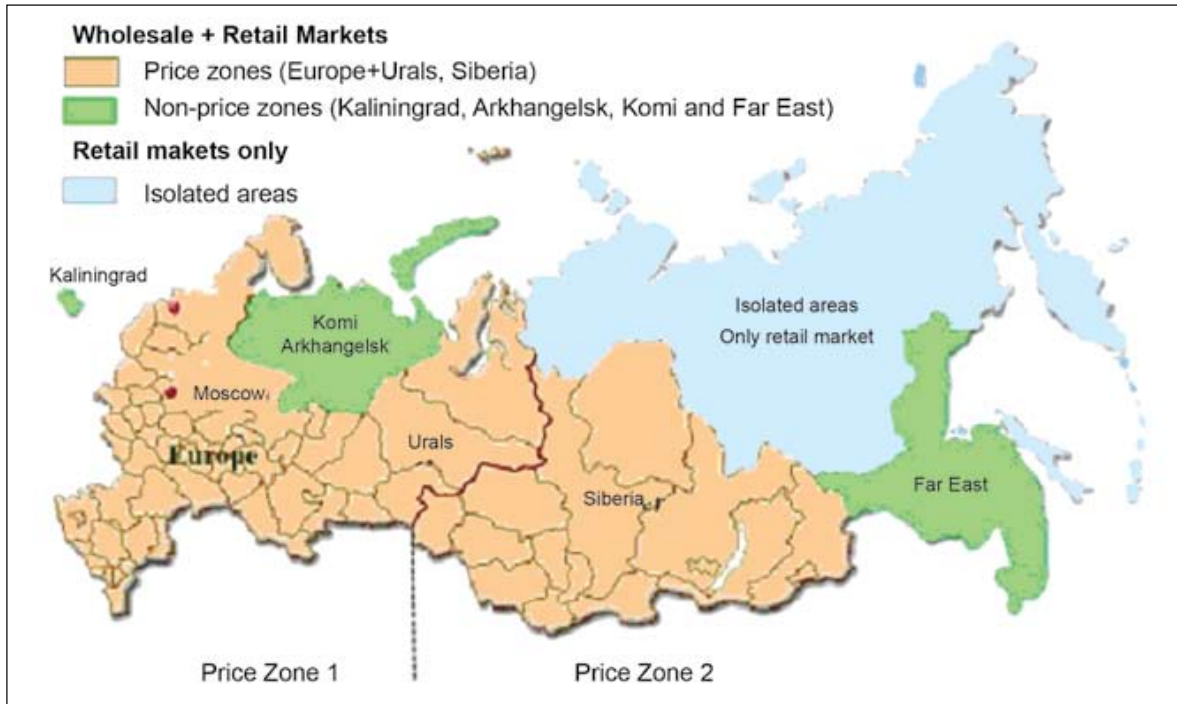 Wholesale + Retail Markets
Price zones (Europe+Urals, Siberia)
Non-price zones (Kaliningrad, Arkhangelsk, Komi and Far East)
Retail makets only
Isolated areas
Kaliningrad
Komi
Arkhangelsk
Isolated areas
Only retail market
Moscow
Urals
Europe
Siberia
Far East
Price Zone 1
Price Zone 2